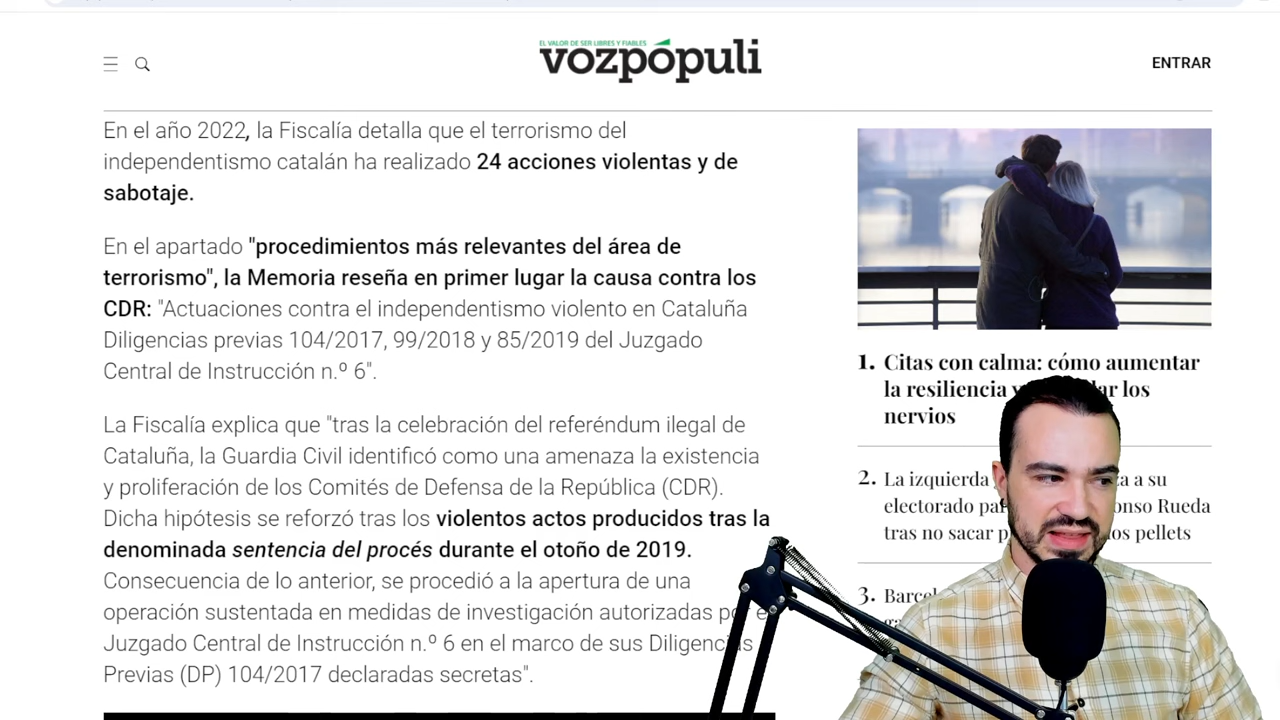 EL VALOR DE SER LIBRES Y FIABLES
vozpópuli
ENTRAR
En el año 2022, la Fiscalía detalla que el terrorismo del
independentismo catalán ha realizado 24 acciones violentas y de
sabotaje.
En el apartado "procedimientos más relevantes del área de
terrorismo", la Memoria reseña en primer lugar la causa contra los
CDR: "Actuaciones contra el independentismo violento en Cataluña
Diligencias previas 104/2017, 99/2018 y 85/2019 del Juzgado
Central de Instrucción n.º 6".
La Fiscalía explica que "tras la celebración del referéndum ilegal de
Cataluña, la Guardia Civil identificó como una amenaza la existencia
y proliferación de los Comités de Defensa de la República (CDR).
Dicha hipótesis se reforzó tras los violentos actos producidos tras la
denominada sentencia del procés durante el otoño de 2019.
Consecuencia de lo anterior, se procedió a la apertura de una
operación sustentada en medidas de investigación autorizadas por el
Juzgado Central de Instrucción n.º 6 en el marco de sus Diligencias
Previas (DP) 104/2017 declaradas secretas".
1. Citas con calma: cómo aumentar
la resiliencia los
nervios
2. La izquierda a su
electorado Rueda
tras no sacar pellets
3.